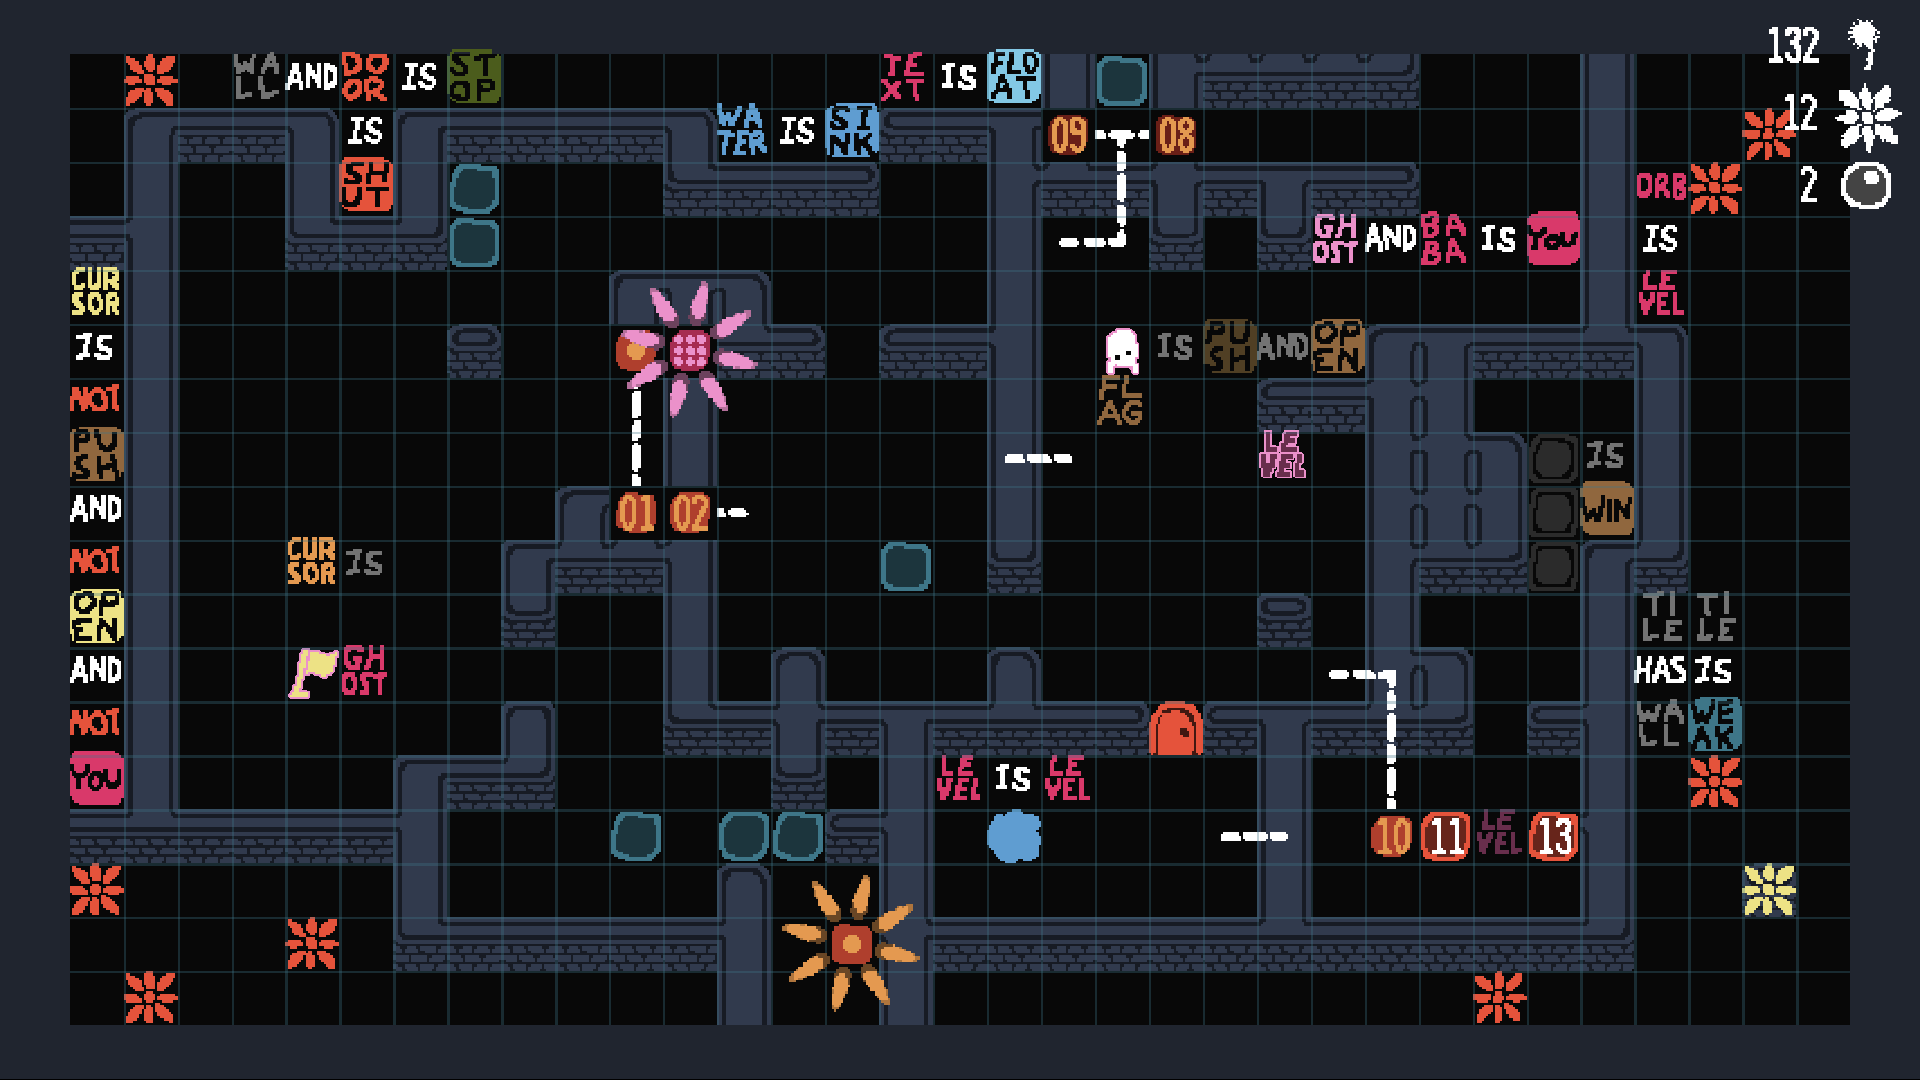 132
WALL AND DOOR IS STOP TEXT IS FLOAT
12
IS WATER IS SINK 09 08
SHUT ORB 2
GHOST AND BABA IS YOU IS
CURSOR LEVEL
IS IS PUSH AND OPEN
NOT FLAG
PUSH LEVEL IS
AND 01 02 WIN
NOT CURSOR IS
OPEN TILE TILE
AND GHOST HAS IS
NOT WALL WEAK
YOU LEVEL IS LEVEL
10 11 LEVEL 13